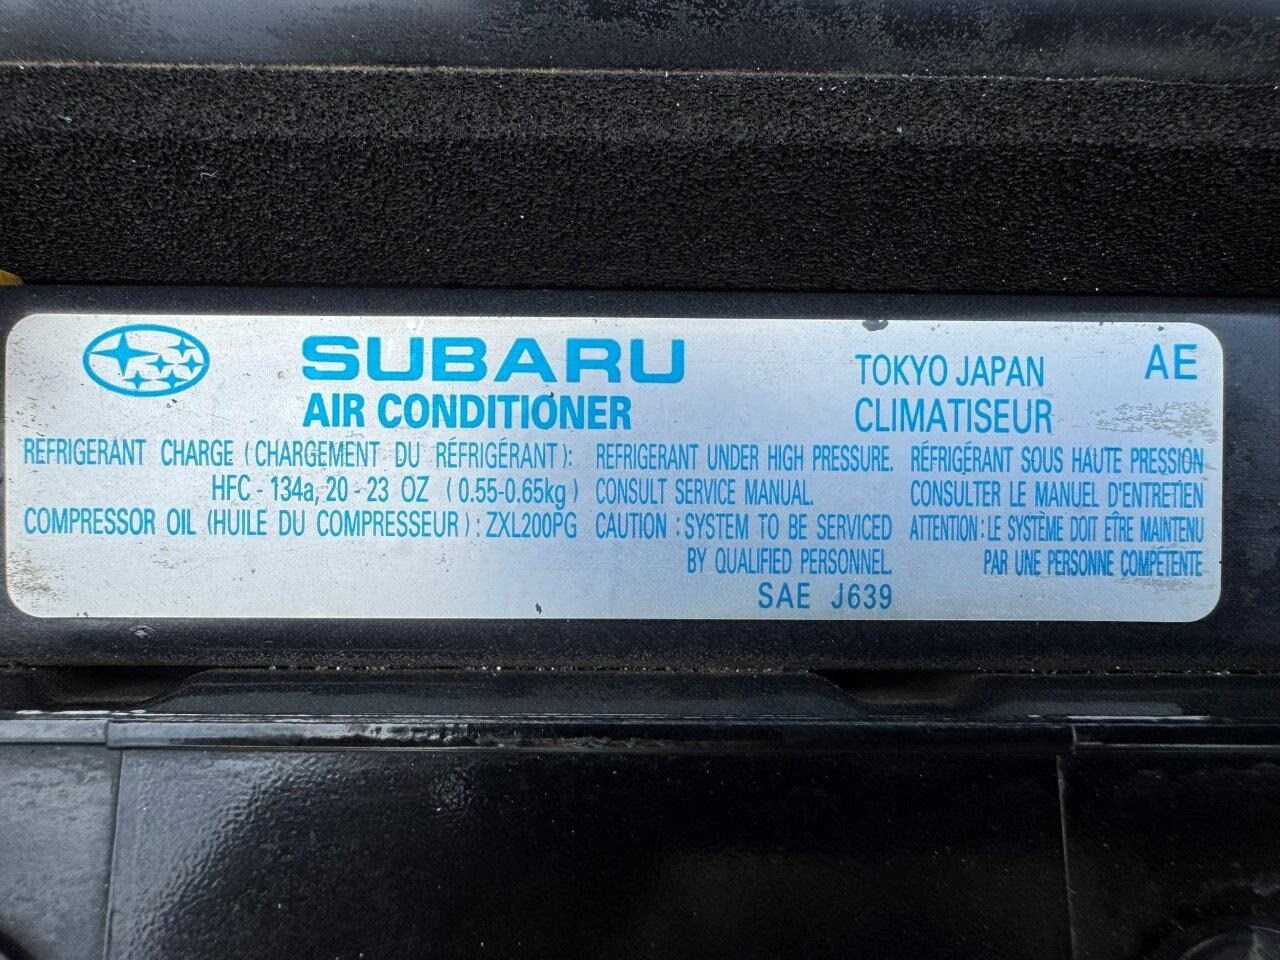 SUBARU
AIR CONDITIONER
TOKYO JAPAN
CLIMATISEUR
AE
REFRIGERANT CHARGE (CHARGEMENT DU RÉFRIGÉRANT):
HFC - 134a, 20 - 23 OZ (0.55-0.65kg)
COMPRESSOR OIL (HUILE DU COMPRESSEUR): ZXL200PG
REFRIGERANT UNDER HIGH PRESSURE.
CONSULT SERVICE MANUAL.
CAUTION : SYSTEM TO BE SERVICED
BY QUALIFIED PERSONNEL.
SAE J639
RÉFRIGÉRANT SOUS HAUTE PRESSION
CONSULTER LE MANUEL D'ENTRETIEN
ATTENTION: LE SYSTÈME DOIT ÊTRE MAINTENU
PAR UNE PERSONNE COMPÉTENTE